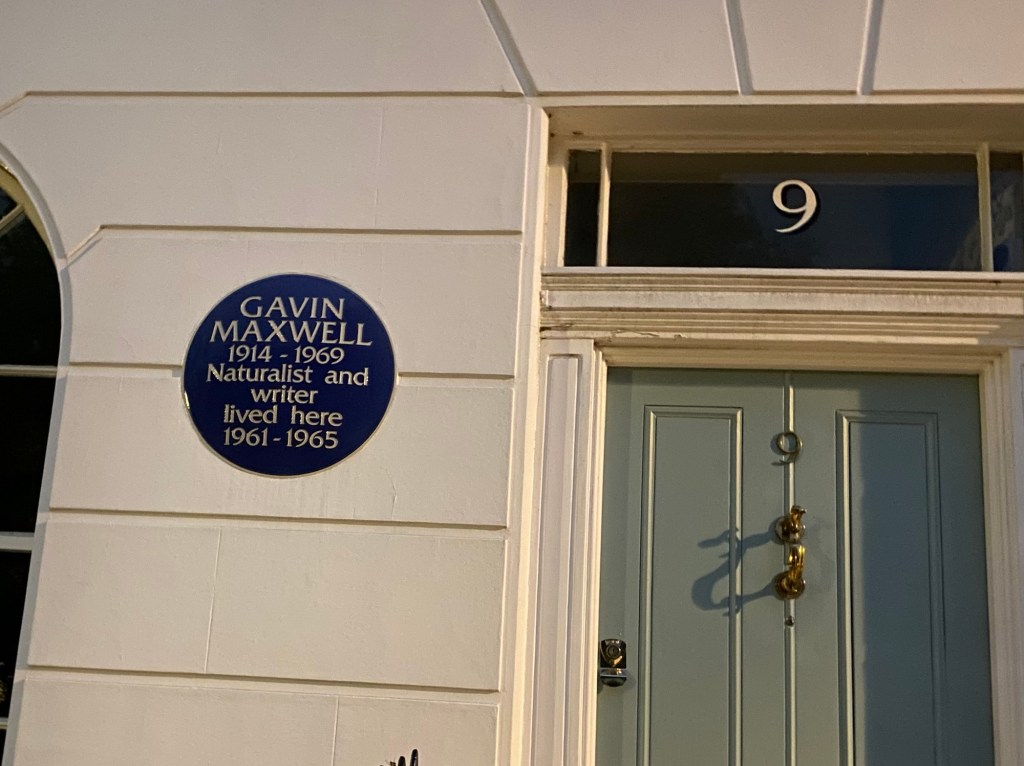 GAVIN
MAXWELL
1914 - 1969
Naturalist and
writer
lived here
1961 - 1965
9
9